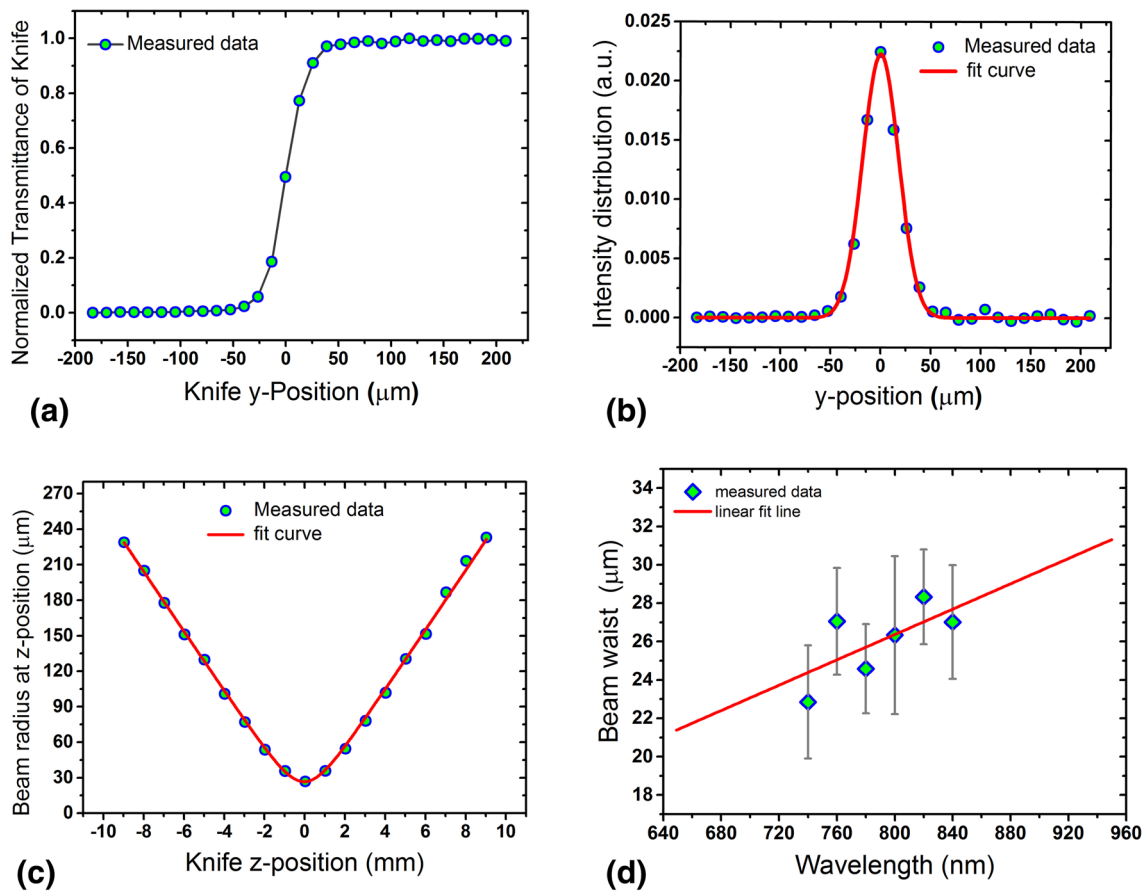 Normalized Transmittance of Knife
1.0
0.8
0.6
0.4
0.2
0.0
Measured data
-200 -150 -100 -50 0 50 100 150 200
Knife y-Position (μm)
(a)
Intensity distribution (a.u.)
0.025
0.020
0.015
0.010
0.005
0.000
Measured data
fit curve
-200 -150 -100 -50 0 50 100 150 200
y-position (μm)
(b)
Beam radius at z-position (μm)
270
240
210
180
150
120
90
60
30
0
Measured data
fit curve
-10 -8 -6 -4 -2 0 2 4 6 8 10
Knife z-position (mm)
(c)
Beam waist (μm)
34
32
30
28
26
24
22
20
18
measured data
linear fit line
640 720 760 800 840 880 920 960
Wavelength (nm)
(d)